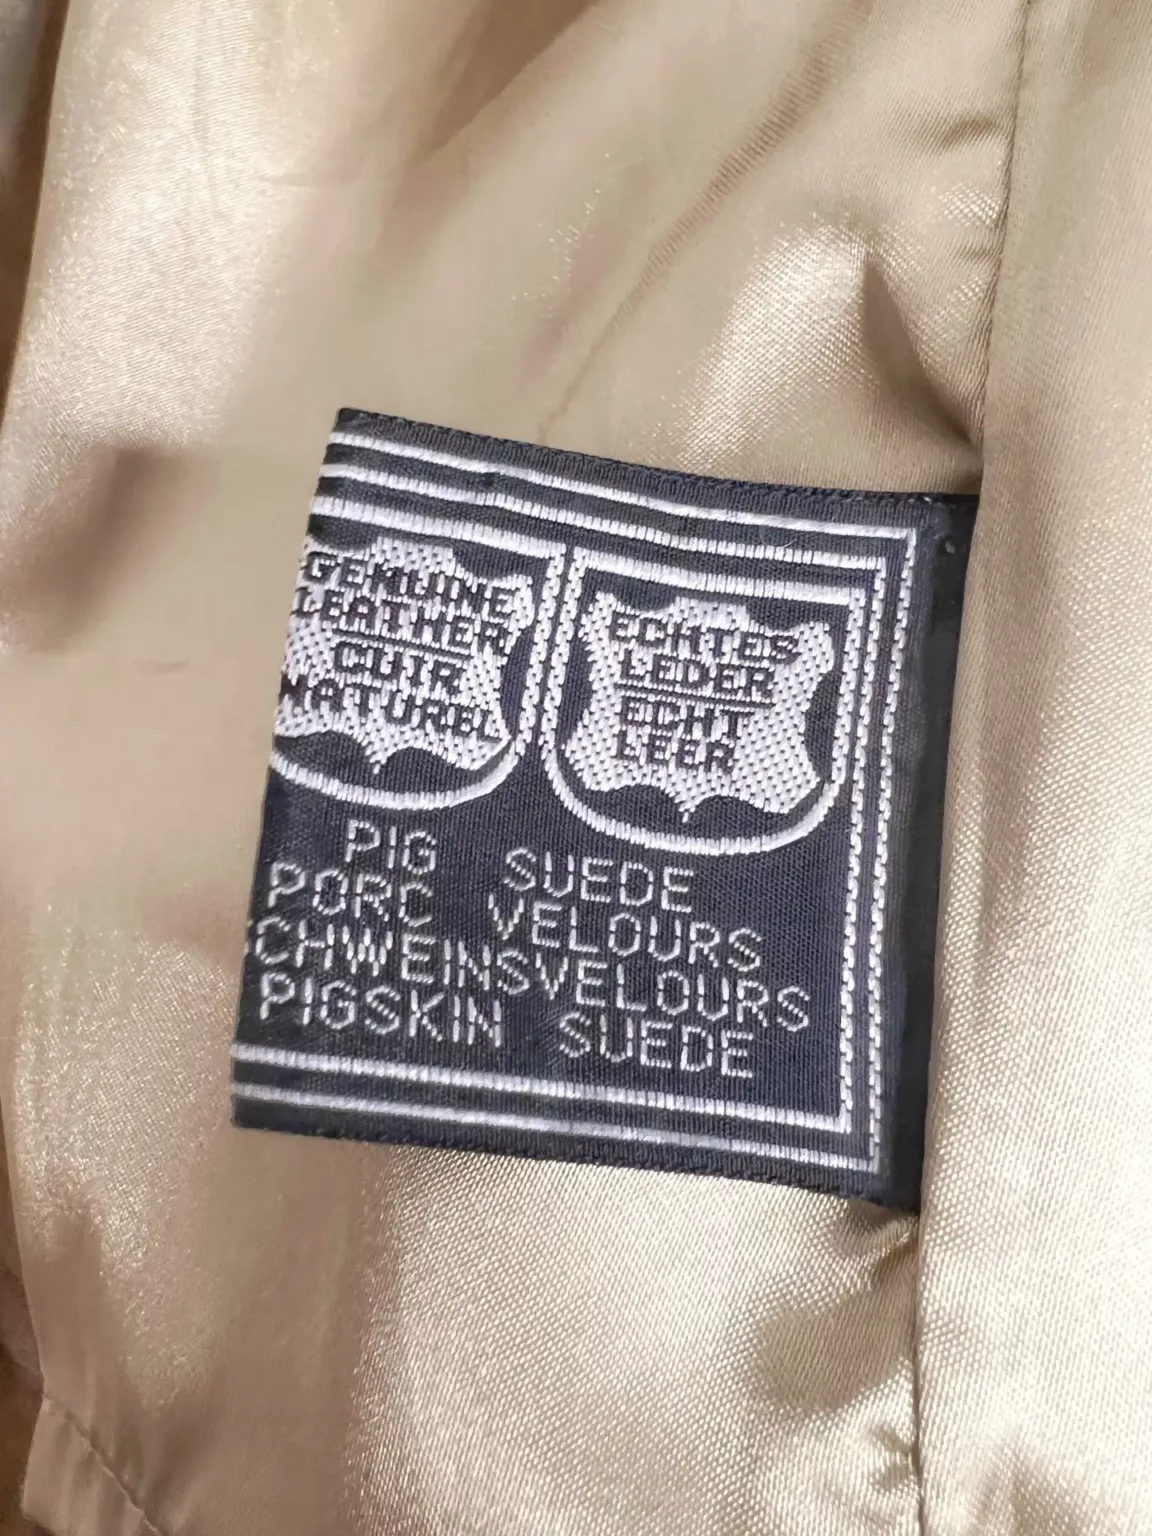 GENUINE
LEATHER
CUIR
NATUREL
ECHTES
LEDER
ECHT
LEER
PIG SUEDE
PORC VELOURS
CHWEINSVELOURS
PIGSKIN SUEDE